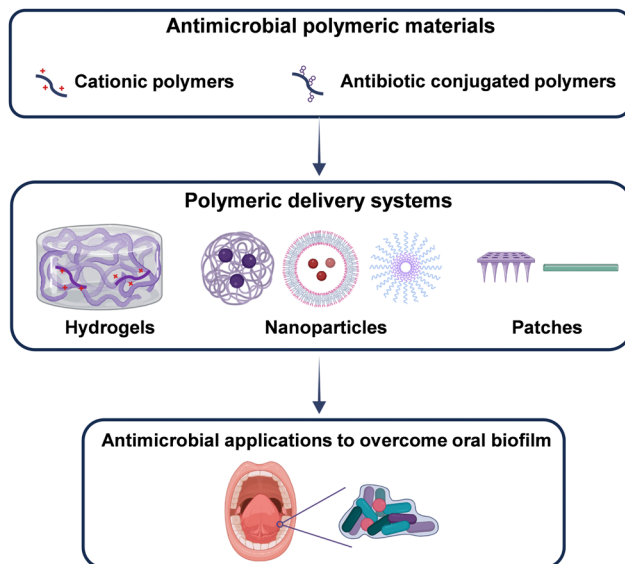 Antimicrobial polymeric materials
Cationic polymers
Antibiotic conjugated polymers
Polymeric delivery systems
Hydrogels
Nanoparticles
Patches
Antimicrobial applications to overcome oral biofilm